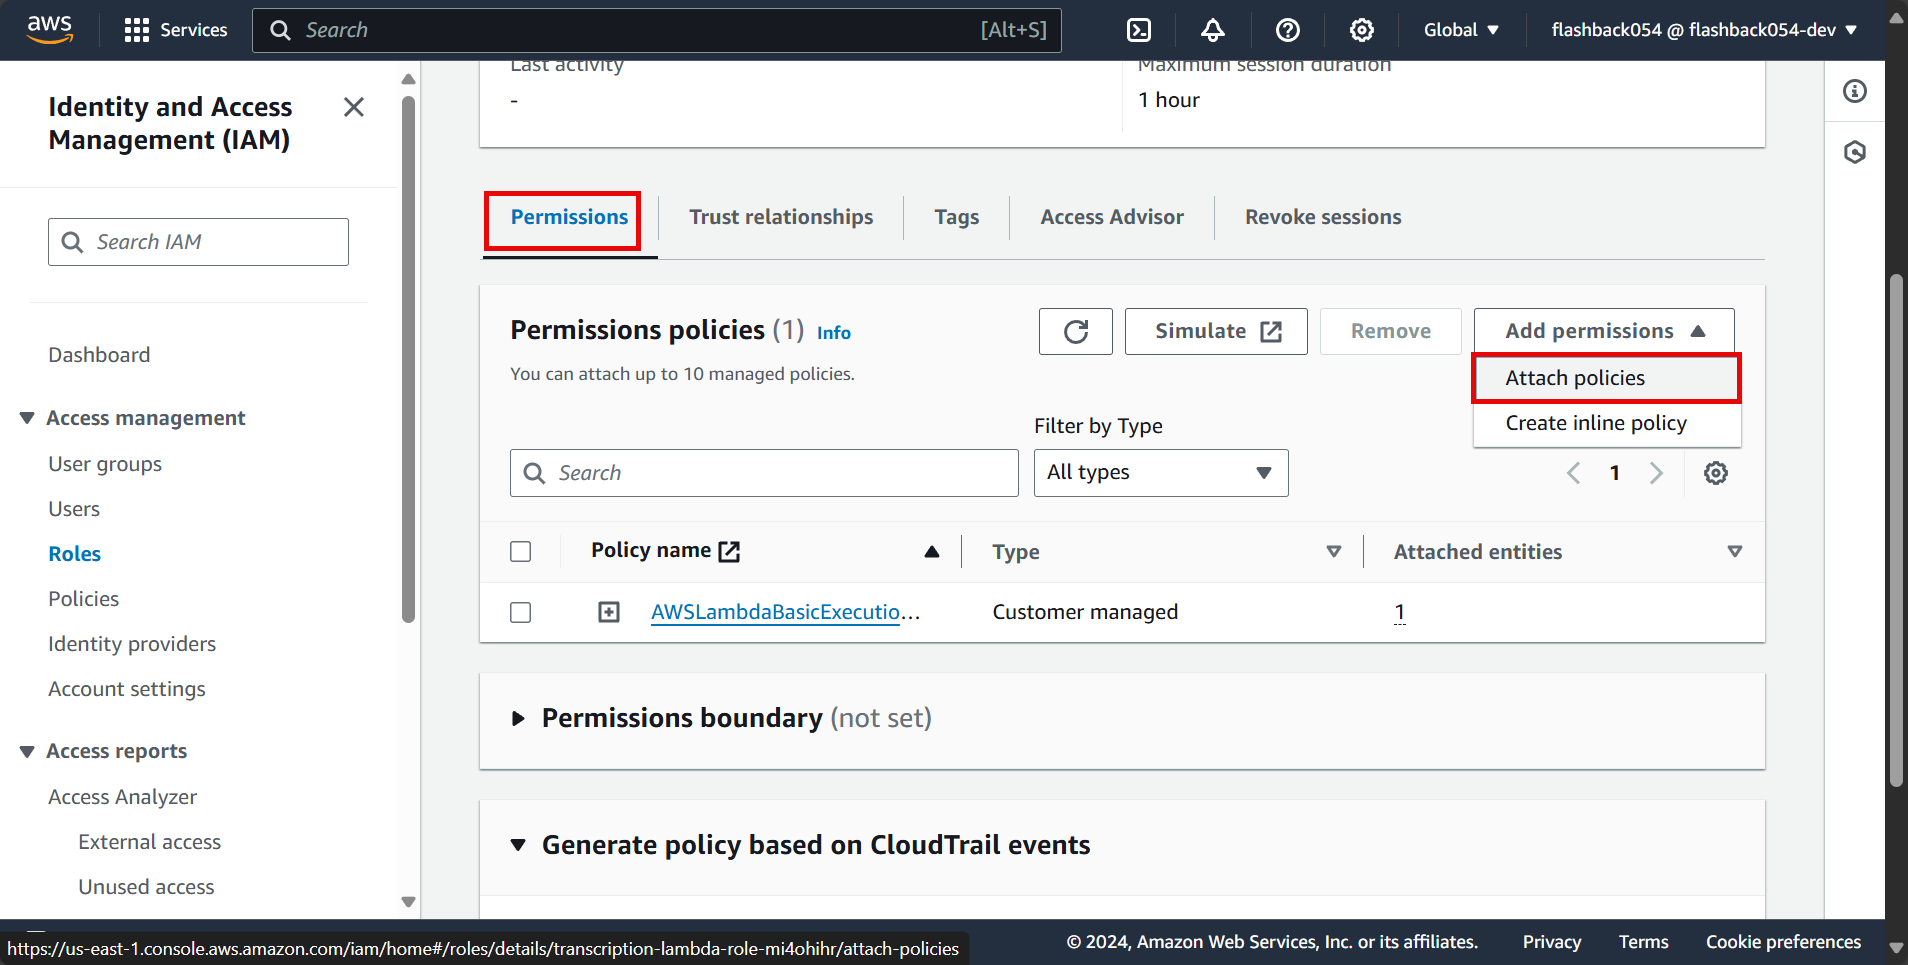 aws
Services
Search
[Alt+S]
Global
flashback054 @ flashback054-dev
Identity and Access
Management (IAM)
Search IAM
Dashboard
Access management
User groups
Users
Roles
Policies
Identity providers
Account settings
Access reports
Access Analyzer
External access
Unused access
Last activity
-
Maximum session duration
1 hour
Permissions
Trust relationships
Tags
Access Advisor
Revoke sessions
Permissions policies (1) Info
You can attach up to 10 managed policies.
Simulate
Remove
Add permissions
Attach policies
Create inline policy
Filter by Type
Search
All types
1
Policy name
Type
Attached entities
AWSLambdaBasicExecutio...
Customer managed
1
Permissions boundary (not set)
Generate policy based on CloudTrail events
https://us-east-1.console.aws.amazon.com/iam/home#/roles/details/transcription-lambda-role-mi4ohihr/attach-policies
© 2024, Amazon Web Services, Inc. or its affiliates.
Privacy
Terms
Cookie preferences